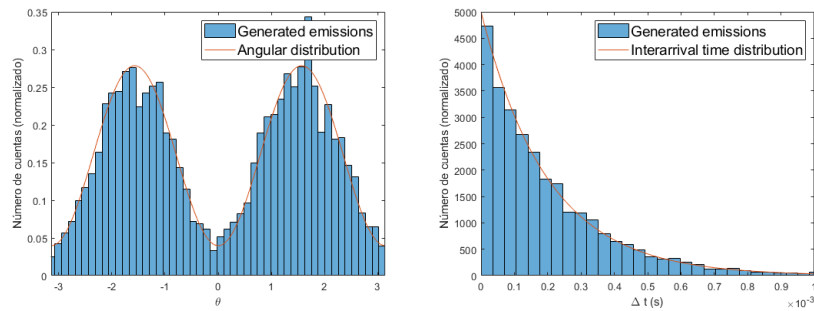 0.35
0.3
0.25
0.2
0.15
0.1
0.05
0
Número de cuentas (normalizado)
-3 -2 -1 0 1 2 3
θ
Generated emissions
Angular distribution
5000
4500
4000
3500
3000
2500
2000
1500
1000
500
0
Número de cuentas (normalizado)
0 0.1 0.2 0.3 0.4 0.5 0.6 0.7 0.8 0.9 1
×10⁻³
Δ t (s)
Generated emissions
Interarrival time distribution